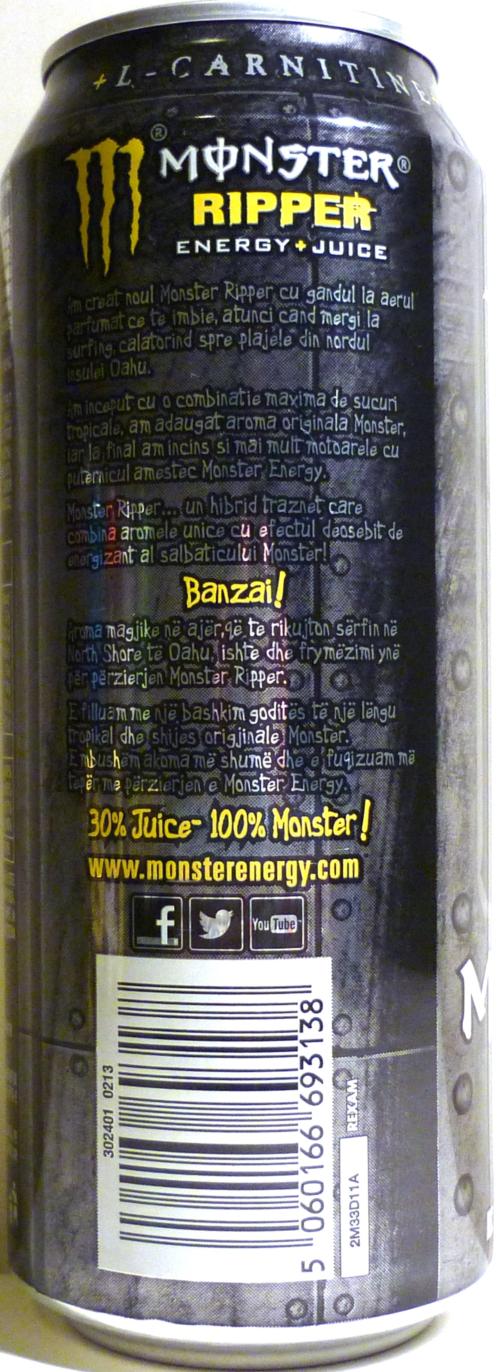 +L-CARNITINE
® MONSTER®
RIPPER
ENERGY+JUICE
Am creat noul Monster Ripper cu gandul la aerul
parfumat ce te imbie, atunci cand mergi la
surfing, calatorind spre plajele din nordul
insulei Oahu.
Am inceput cu o combinatie maxima de sucuri
tropicale, am adaugat aroma originala Monster,
iar la final am incins si mai mult motoarele cu
puternicul amestec Monster Energy.
Monster Ripper... un hibrid traznet care
combina aromele unice cu efectul deosebit de
energizant al salbaticului Monster!
Banzai!
Aroma magjike në ajër,që te rikujton sërfin në
North Shore të Oahu, ishte dhe frymëzimi ynë
për përzierjen Monster Ripper.
E filluam me një bashkim goditës të një lëngu
tropikal dhe shijes origjinale Monster.
E mbushëm akoma më shumë dhe e fuqizuam më
tepër me përzierjen e Monster Energy.
30% Juice- 100% Monster!
www.monsterenergy.com
f You Tube
302401 0213
5 060166 693138
REXAM
2M33D11A
M